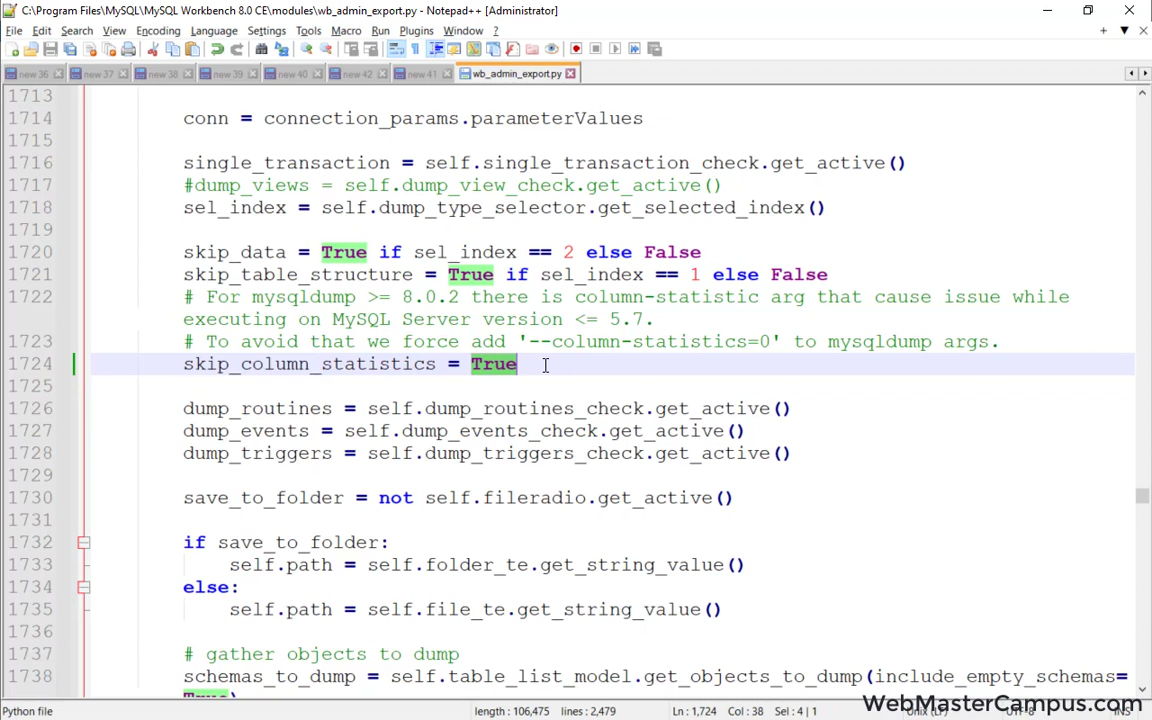 C:\Program Files\MySQL\MySQL Workbench 8.0 CE\modules\wb_admin_export.py - Notepad++ [Administrator]
File Edit Search View Encoding Language Settings Tools Macro Run Plugins Window ?
new 36 new 37 new 38 new 39 new 40 new 42 new 41 wb_admin_export.py
1713
1714 conn = connection_params.parameterValues
1715
1716 single_transaction = self.single_transaction_check.get_active()
1717 #dump_views = self.dump_view_check.get_active()
1718 sel_index = self.dump_type_selector.get_selected_index()
1719
1720 skip_data = True if sel_index == 2 else False
1721 skip_table_structure = True if sel_index == 1 else False
1722 # For mysqldump >= 8.0.2 there is column-statistic arg that cause issue while
executing on MySQL Server version <= 5.7.
1723 # To avoid that we force add '--column-statistics=0' to mysqldump args.
1724 skip_column_statistics = True
1725
1726 dump_routines = self.dump_routines_check.get_active()
1727 dump_events = self.dump_events_check.get_active()
1728 dump_triggers = self.dump_triggers_check.get_active()
1729
1730 save_to_folder = not self.fileradio.get_active()
1731
1732 if save_to_folder:
1733 self.path = self.folder_te.get_string_value()
1734 else:
1735 self.path = self.file_te.get_string_value()
1736
1737 # gather objects to dump
1738 schemas_to_dump = self.table_list_model.get_objects_to_dump(include_empty_schemas=
True)
Python file length : 106,475 lines : 2,479 Ln : 1,724 Col : 38 Sel : 4 | 1 Unix (LF) UTF-8 INS
WebMasterCampus.com